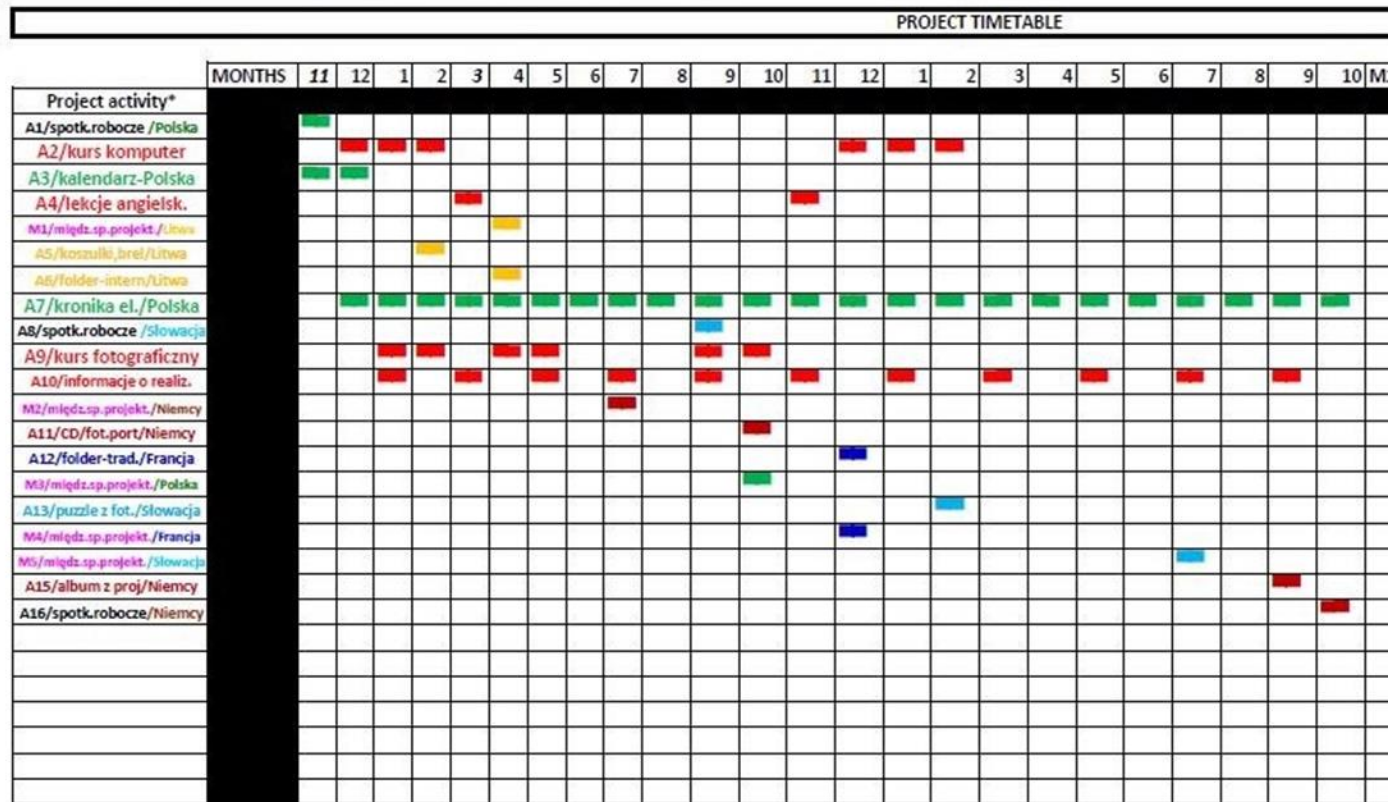 PROJECT TIMETABLE
MONTHS 11 12 1 2 3 4 5 6 7 8 9 10 11 12 1 2 3 4 5 6 7 8 9 10
Project activity*
A1/spotk.robocze /Polska
A2/kurs komputer
A3/kalendarz-Polska
A4/lekcje angielsk.
M1/międz.sp.projekt./Litwa
A5/koszulki,brel/Litwa
A6/folder-intern/Litwa
A7/kronika el./Polska
A8/spotk.robocze /Słowacja
A9/kurs fotograficzny
A10/informacje o realiz.
M2/międz.sp.projekt./Niemcy
A11/CD/fot.port/Niemcy
A12/folder-trad./Francja
M3/międz.sp.projekt./Polska
A13/puzzle z fot./Słowacja
M4/międz.sp.projekt./Francja
M5/międz.sp.projekt./Słowacja
A15/album z proj/Niemcy
A16/spotk.robocze/Niemcy